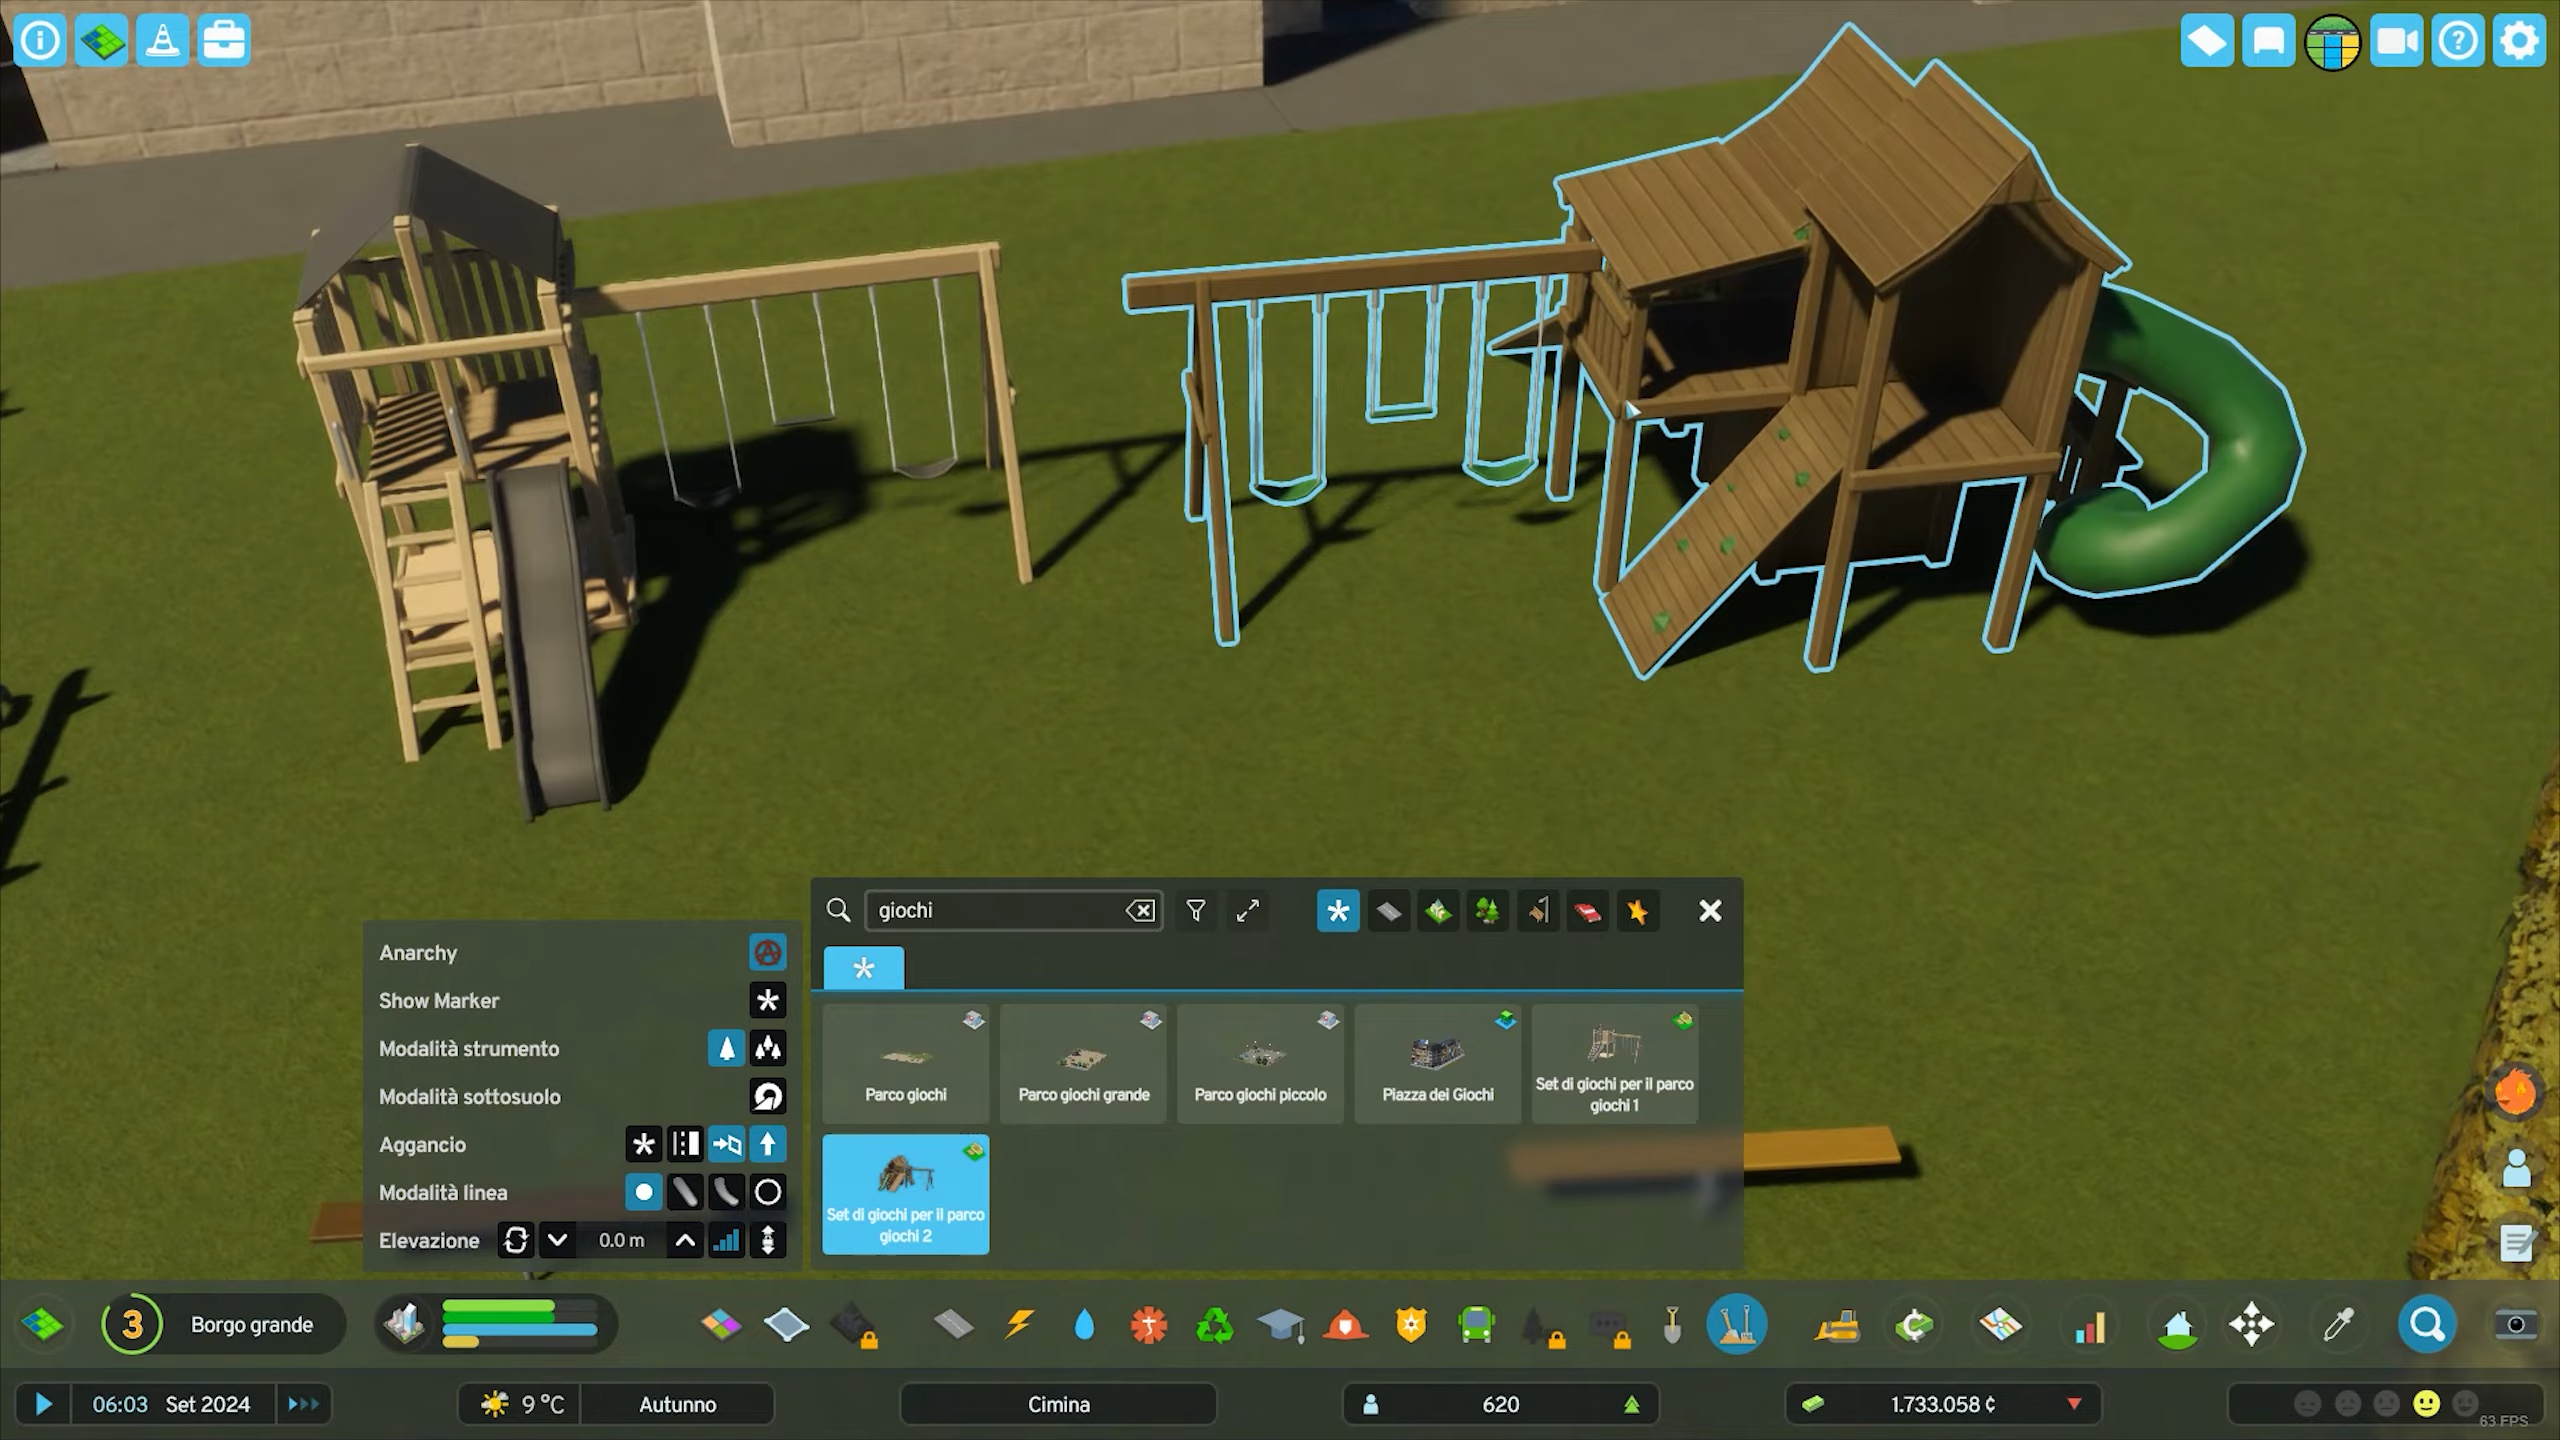 giochi
Anarchy
Show Marker
Modalità strumento
Modalità sottosuolo
Aggancio
Modalità linea
Elevazione 0.0 m
Parco giochi
Parco giochi grande
Parco giochi piccolo
Piazza dei Giochi
Set di giochi per il parco
giochi 1
Set di giochi per il parco
giochi 2
3 Borgo grande
06:03 Set 2024 9 °C Autunno Cimina 620 1.733.058 ¢
63 FPS